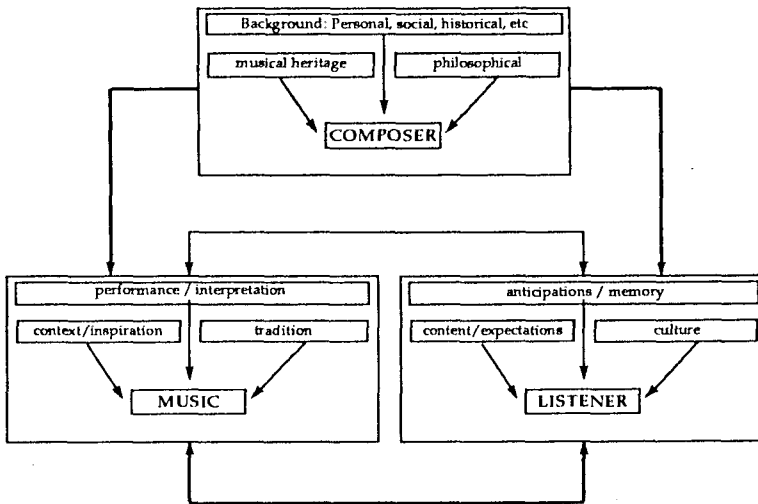 Background: Personal, social, historical, etc
musical heritage
philosophical
COMPOSER
performance / interpretation
context/inspiration
tradition
MUSIC
anticipations / memory
content/expectations
culture
LISTENER